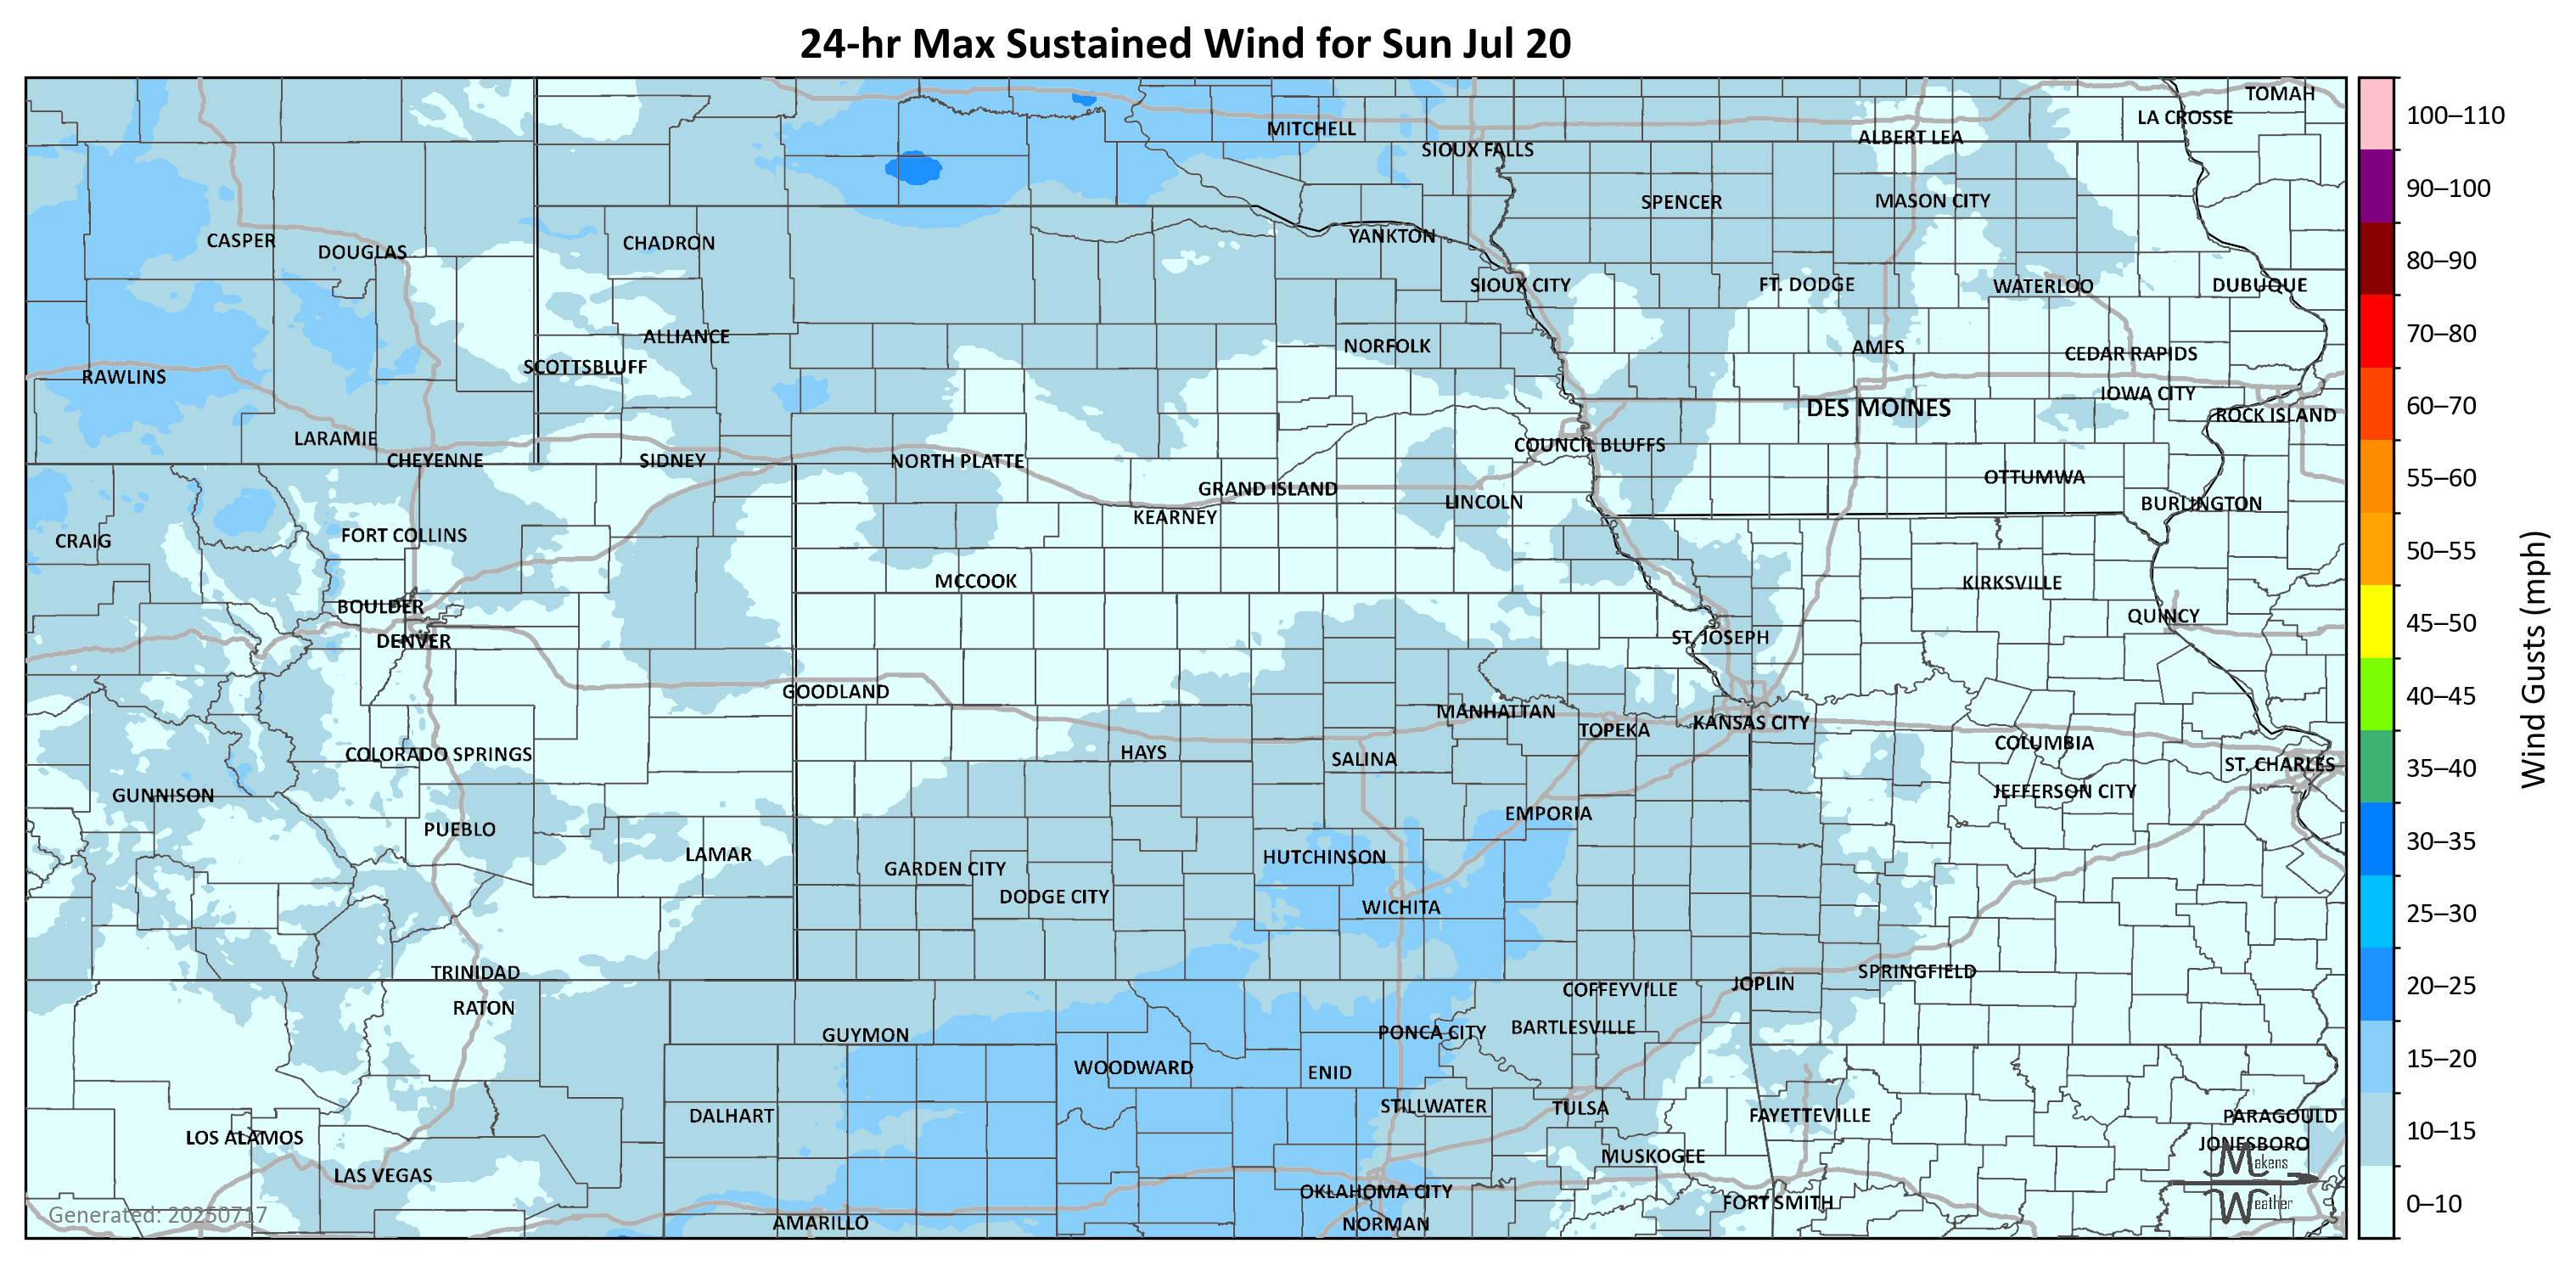 24-hr Max Sustained Wind for Sun Jul 20
TOMAH
LA CROSSE
MITCHELL
ALBERT LEA
SIOUX FALLS
SPENCER
MASON CITY
YANKTON
CASPER
CHADRON
DOUGLAS
SIOUX CITY
FT. DODGE
WATERLOO
DUBUQUE
ALLIANCE
NORFOLK
AMES
CEDAR RAPIDS
SCOTTSBLUFF
RAWLINS
IOWA CITY
DES MOINES
ROCK ISLAND
LARAMIE
COUNCIL BLUFFS
CHEYENNE
SIDNEY
NORTH PLATTE
OTTUMWA
GRAND ISLAND
LINCOLN
BURLINGTON
KEARNEY
FORT COLLINS
CRAIG
MCCOOK
KIRKSVILLE
BOULDER
QUINCY
DENVER
ST. JOSEPH
GOODLAND
MANHATTAN
KANSAS CITY
TOPEKA
COLUMBIA
HAYS
COLORADO SPRINGS
SALINA
ST. CHARLES
JEFFERSON CITY
GUNNISON
EMPORIA
PUEBLO
LAMAR
HUTCHINSON
GARDEN CITY
DODGE CITY
WICHITA
TRINIDAD
SPRINGFIELD
JOPLIN
COFFEYVILLE
RATON
BARTLESVILLE
PONCA CITY
GUYMON
WOODWARD
ENID
STILLWATER
TULSA
DALHART
FAYETTEVILLE
PARAGOULD
LOS ALAMOS
JONESBORO
MUSKOGEE
LAS VEGAS
OKLAHOMA CITY
FORT SMITH
AMARILLO
NORMAN
Makens
Weather
Generated: 20250717
100–110
90–100
80–90
70–80
60–70
55–60
50–55
45–50
40–45
35–40
30–35
25–30
20–25
15–20
10–15
0–10
Wind Gusts (mph)